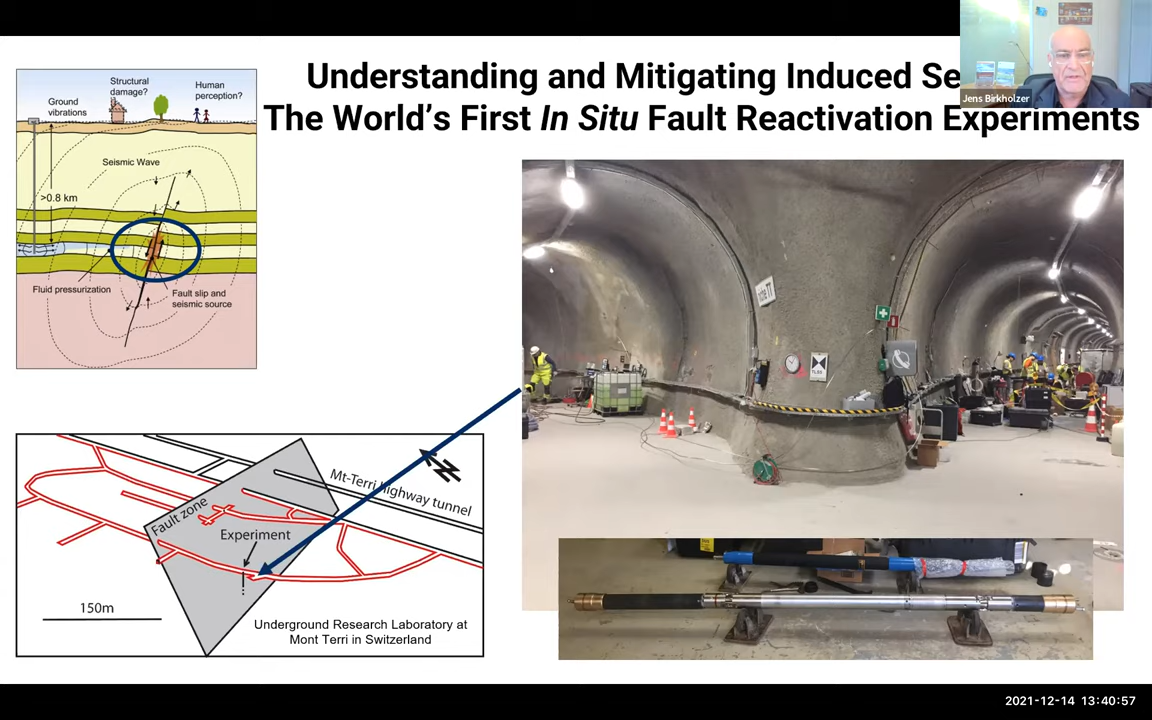 Understanding and Mitigating Induced Se
The World's First In Situ Fault Reactivation Experiments
Jens Birkholzer
Structural
damage?
Human
perception?
Ground
vibrations
Seismic Wave
>0.8 km
Fluid pressurization
Fault slip and
seismic source
Mt-Terri highway tunnel
N
Fault zone
Experiment
150m
Underground Research Laboratory at
Mont Terri in Switzerland
2021-12-14 13:40:57